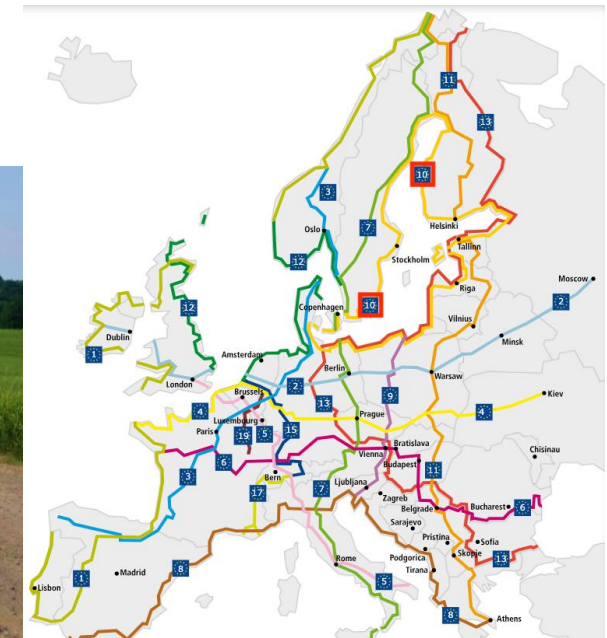 11
13
10
3
7
Oslo
Helsinki
Tallinn
Stockholm
12
Moscow
Riga
2
10
Copenhagen
12
Vilnius
Dublin
1
Minsk
Amsterdam
London
2
Berlin
Warsaw
Brussels
13
9
Kiev
4
4
Luxembourg
Prague
Paris
19
5
15
Vienna
Bratislava
Chisinau
6
Budapest
3
Bern
11
17
7
Ljubljana
Zagreb
Belgrade
Bucharest
6
Sarajevo
Pristina
Sofia
Podgorica
Skopje
13
8
Rome
Tirana
Madrid
1
5
Lisbon
8
Athens